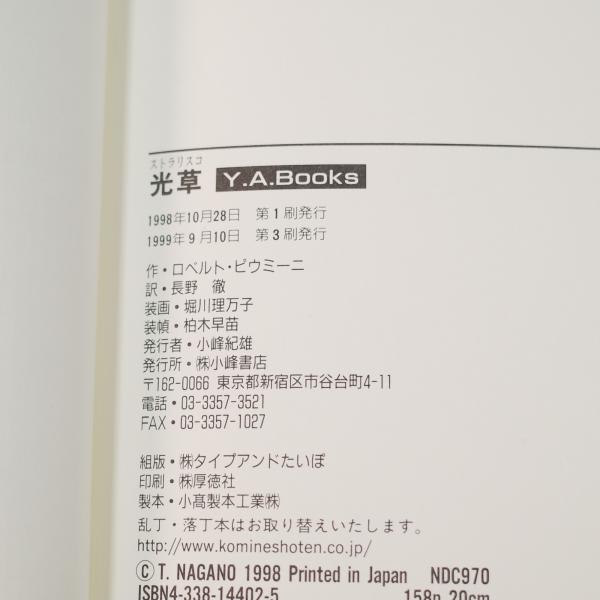 ストラリスコ
光草 Y.A.Books
1998年10月28日 第1刷発行
1999年9月10日 第3刷発行
作・ロベルト・ピウミーニ
訳・長野 徹
装画・堀川理万子
装幀・柏木早苗
発行者・小峰紀雄
発行所・㈱小峰書店
〒162-0066 東京都新宿区市谷台町4-11
電話・03-3357-3521
FAX・03-3357-1027
組版・㈱タイプアンドたいぽ
印刷・㈱厚徳社
製本・小髙製本工業㈱
乱丁・落丁本はお取り替えいたします。
http://www.komineshoten.co.jp/
© T. NAGANO 1998 Printed in Japan NDC970
ISBN4-338-14402-5 158p 20cm